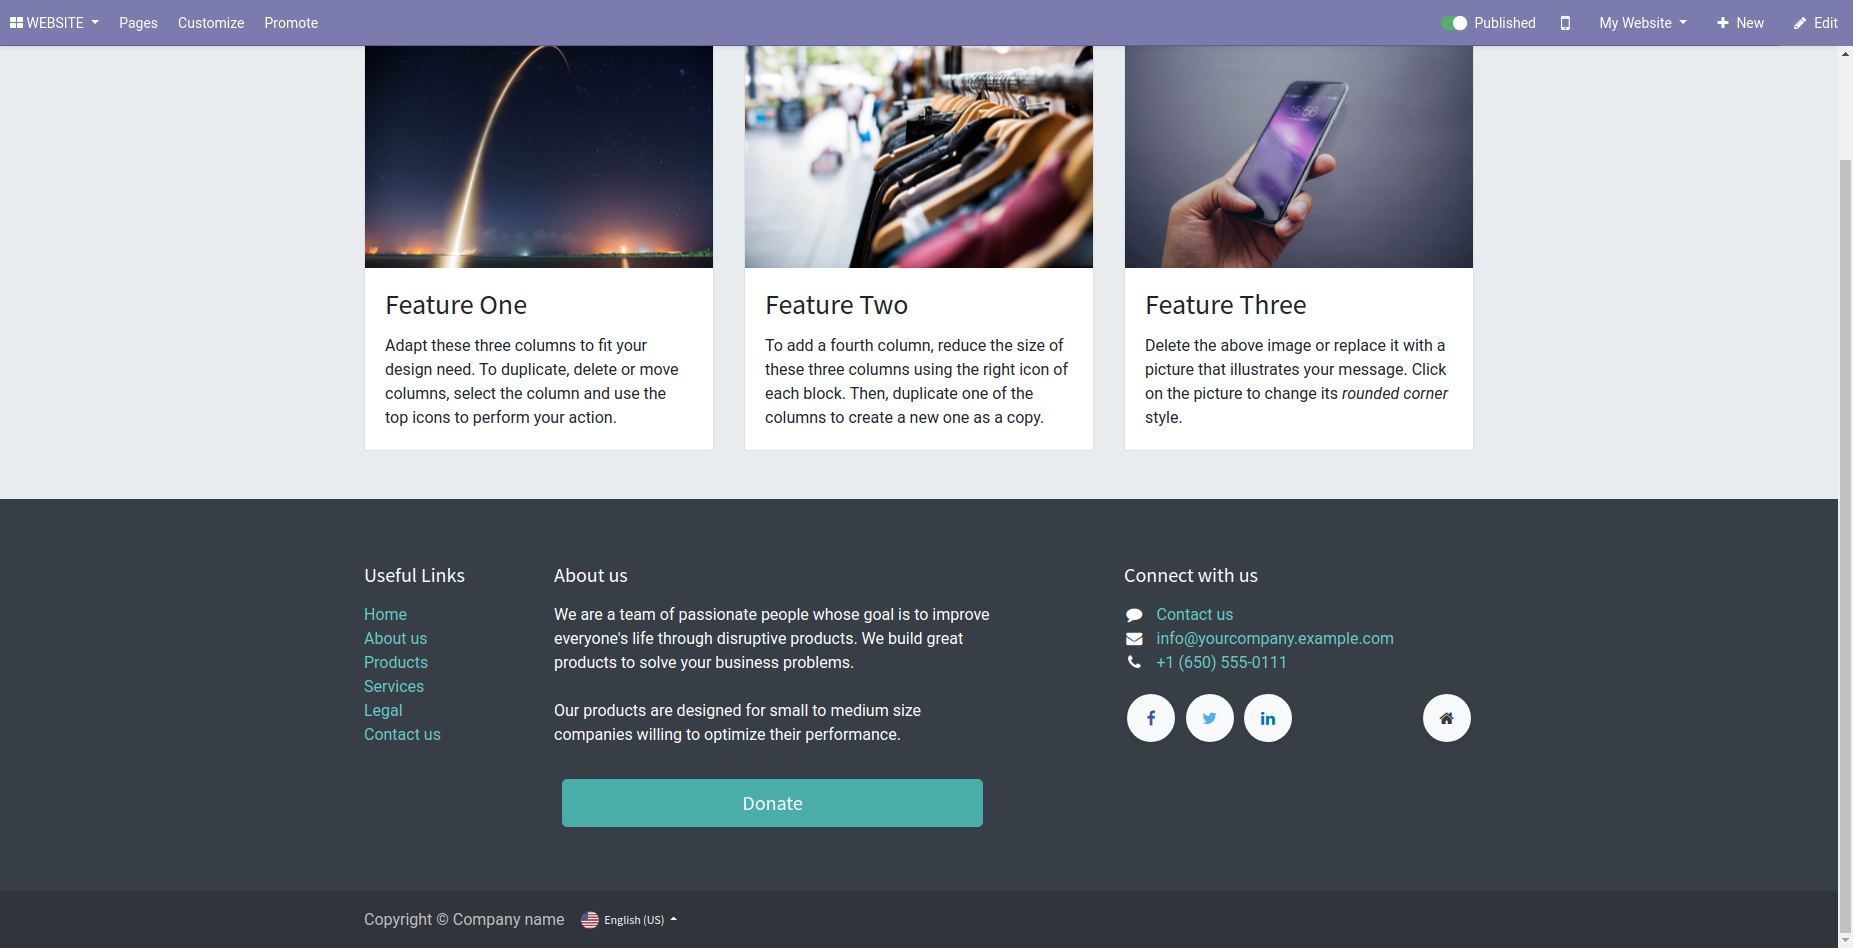 WEBSITE Pages Customize Promote Published My Website New Edit
Feature One
Adapt these three columns to fit your
design need. To duplicate, delete or move
columns, select the column and use the
top icons to perform your action.
Feature Two
To add a fourth column, reduce the size of
these three columns using the right icon of
each block. Then, duplicate one of the
columns to create a new one as a copy.
Feature Three
Delete the above image or replace it with a
picture that illustrates your message. Click
on the picture to change its rounded corner
style.
Useful Links
Home
About us
Products
Services
Legal
Contact us
About us
We are a team of passionate people whose goal is to improve
everyone's life through disruptive products. We build great
products to solve your business problems.
Our products are designed for small to medium size
companies willing to optimize their performance.
Donate
Connect with us
Contact us
info@yourcompany.example.com
+1 (650) 555-0111
Copyright © Company name English (US)